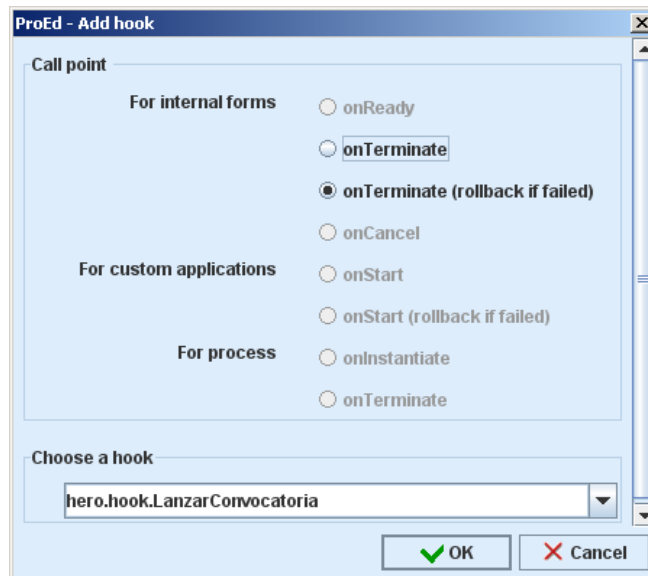 ProEd - Add hook
Call point
For internal forms
onReady
onTerminate
onTerminate (rollback if failed)
onCancel
For custom applications
onStart
onStart (rollback if failed)
For process
onInstantiate
onTerminate
Choose a hook
hero.hook.LanzarConvocatoria
OK
Cancel